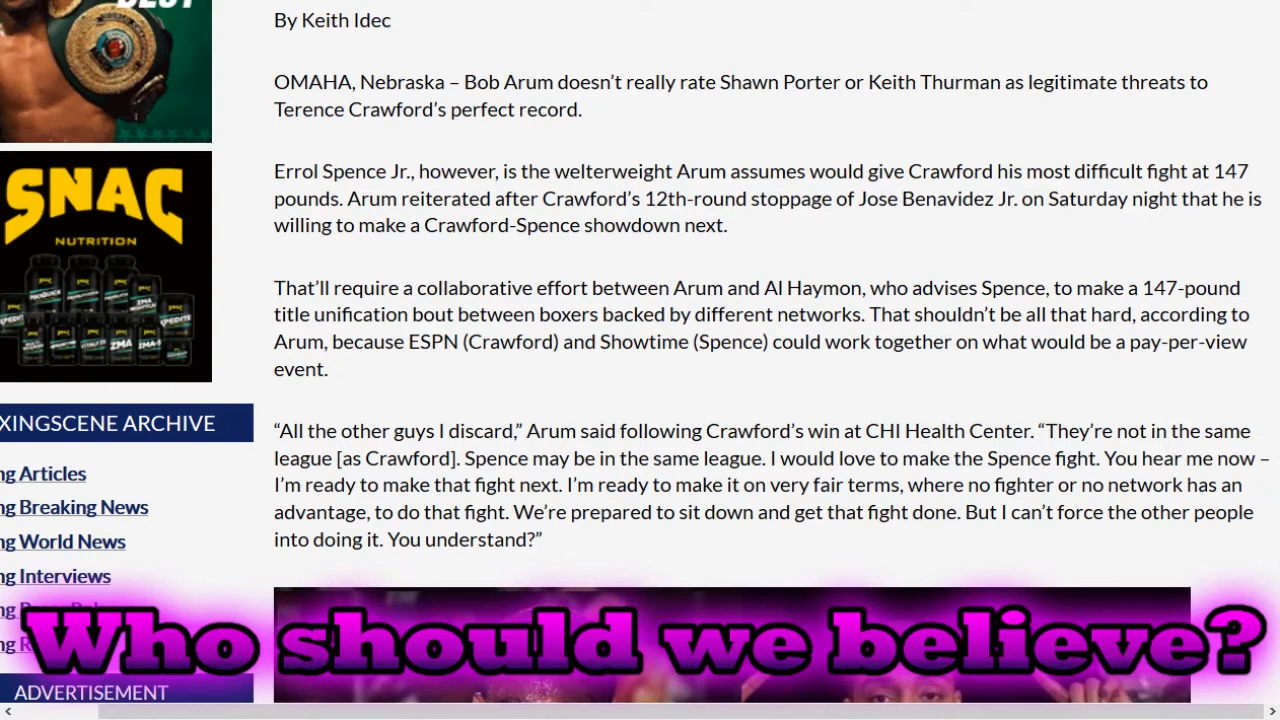 By Keith Idec
OMAHA, Nebraska – Bob Arum doesn’t really rate Shawn Porter or Keith Thurman as legitimate threats to
Terence Crawford’s perfect record.
Errol Spence Jr., however, is the welterweight Arum assumes would give Crawford his most difficult fight at 147
pounds. Arum reiterated after Crawford’s 12th-round stoppage of Jose Benavidez Jr. on Saturday night that he is
willing to make a Crawford-Spence showdown next.
That’ll require a collaborative effort between Arum and Al Haymon, who advises Spence, to make a 147-pound
title unification bout between boxers backed by different networks. That shouldn’t be all that hard, according to
Arum, because ESPN (Crawford) and Showtime (Spence) could work together on what would be a pay-per-view
event.
“All the other guys I discard,” Arum said following Crawford’s win at CHI Health Center. “They’re not in the same
league [as Crawford]. Spence may be in the same league. I would love to make the Spence fight. You hear me now –
I’m ready to make that fight next. I’m ready to make it on very fair terms, where no fighter or no network has an
advantage, to do that fight. We’re prepared to sit down and get that fight done. But I can’t force the other people
into doing it. You understand?”
SNAC
NUTRITION
ZMA
XINGSCENE ARCHIVE
ng Articles
ng Breaking News
ng World News
ng Interviews
ng
ng
Who should we believe?
ADVERTISEMENT